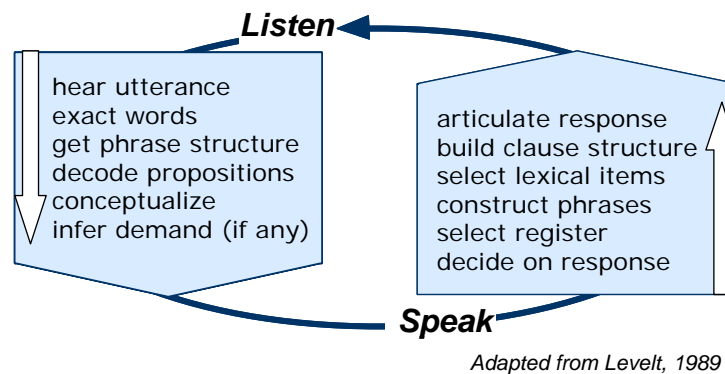 Listen
hear utterance
exact words
get phrase structure
decode propositions
conceptualize
infer demand (if any)
articulate response
build clause structure
select lexical items
construct phrases
select register
decide on response
Speak
Adapted from Levelt, 1989